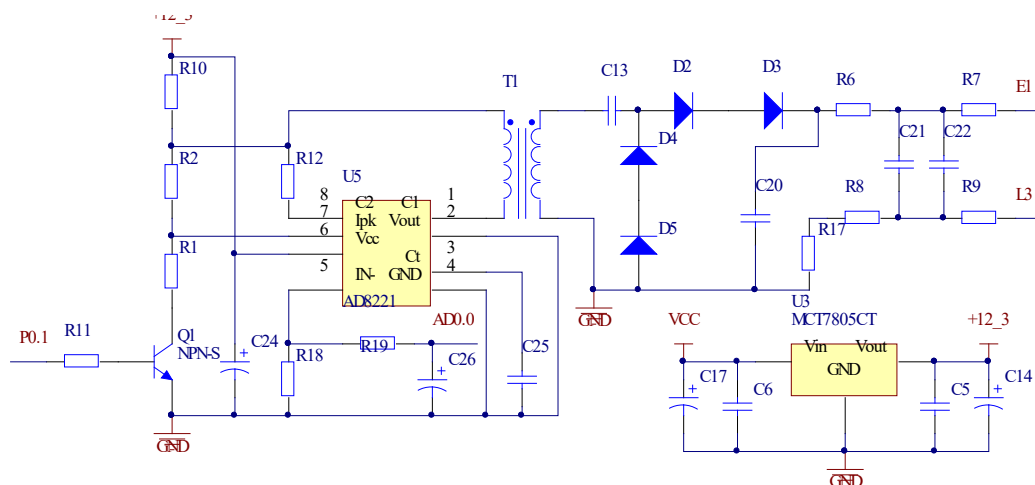 +12_3
R10
T1
C13
D2
D3
R6
R7
E1
R2
R12
D4
C21
C22
U5
8
C2
C1
1
7
Ipk
Vout
2
6
Vcc
3
R1
Ct
5
IN-
GND
4
AD8221
C20
R8
R9
L3
D5
R17
GND
P0.1
R11
Q1
NPN-S
C24
R18
R19
AD0.0
C26
C25
GND
U3
VCC
MCT7805CT
+12_3
Vin
Vout
GND
C17
C6
C5
C14
GND